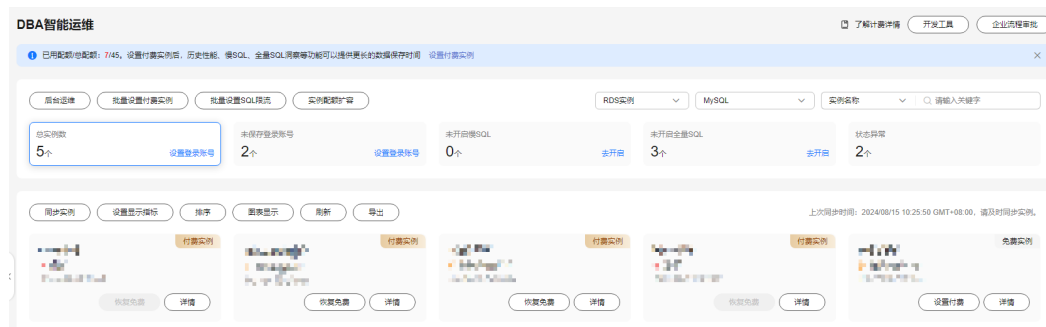 DBA智能运维 了解计费详情 开发工具 企业流程审批
已用配额/总配额：7/45。设置付费实例后，历史性能、慢SQL、全量SQL洞察等功能可以提供更长的数据保存时间 设置付费实例
后台运维 批量设置付费实例 批量设置SQL限流 实例配额扩容 RDS实例 MySQL 实例名称 请输入关键字
总实例数 未保存登录账号 未开启慢SQL 未开启全量SQL 状态异常
5个 设置登录账号 2个 设置登录账号 0个 去开启 3个 去开启 2个
同步实例 设置显示指标 排序 图表显示 刷新 导出 上次同步时间：2024/08/15 10:25:50 GMT+08:00，请及时同步实例。
付费实例 付费实例 付费实例 付费实例 免费实例
恢复免费 详情 恢复免费 详情 恢复免费 详情 恢复免费 详情 设置付费 详情